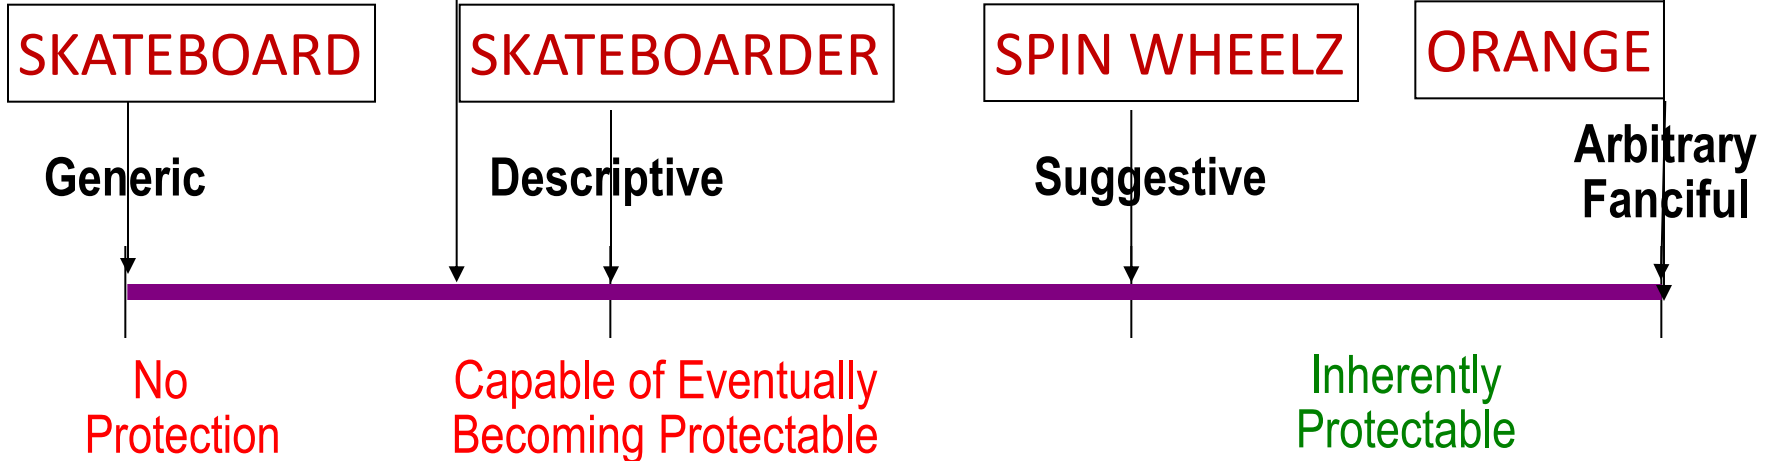 SKATEBOARD
SKATEBOARDER
SPIN WHEELZ
ORANGE
Generic
Descriptive
Suggestive
Arbitrary
Fanciful
No
Protection
Capable of Eventually
Becoming Protectable
Inherently
Protectable